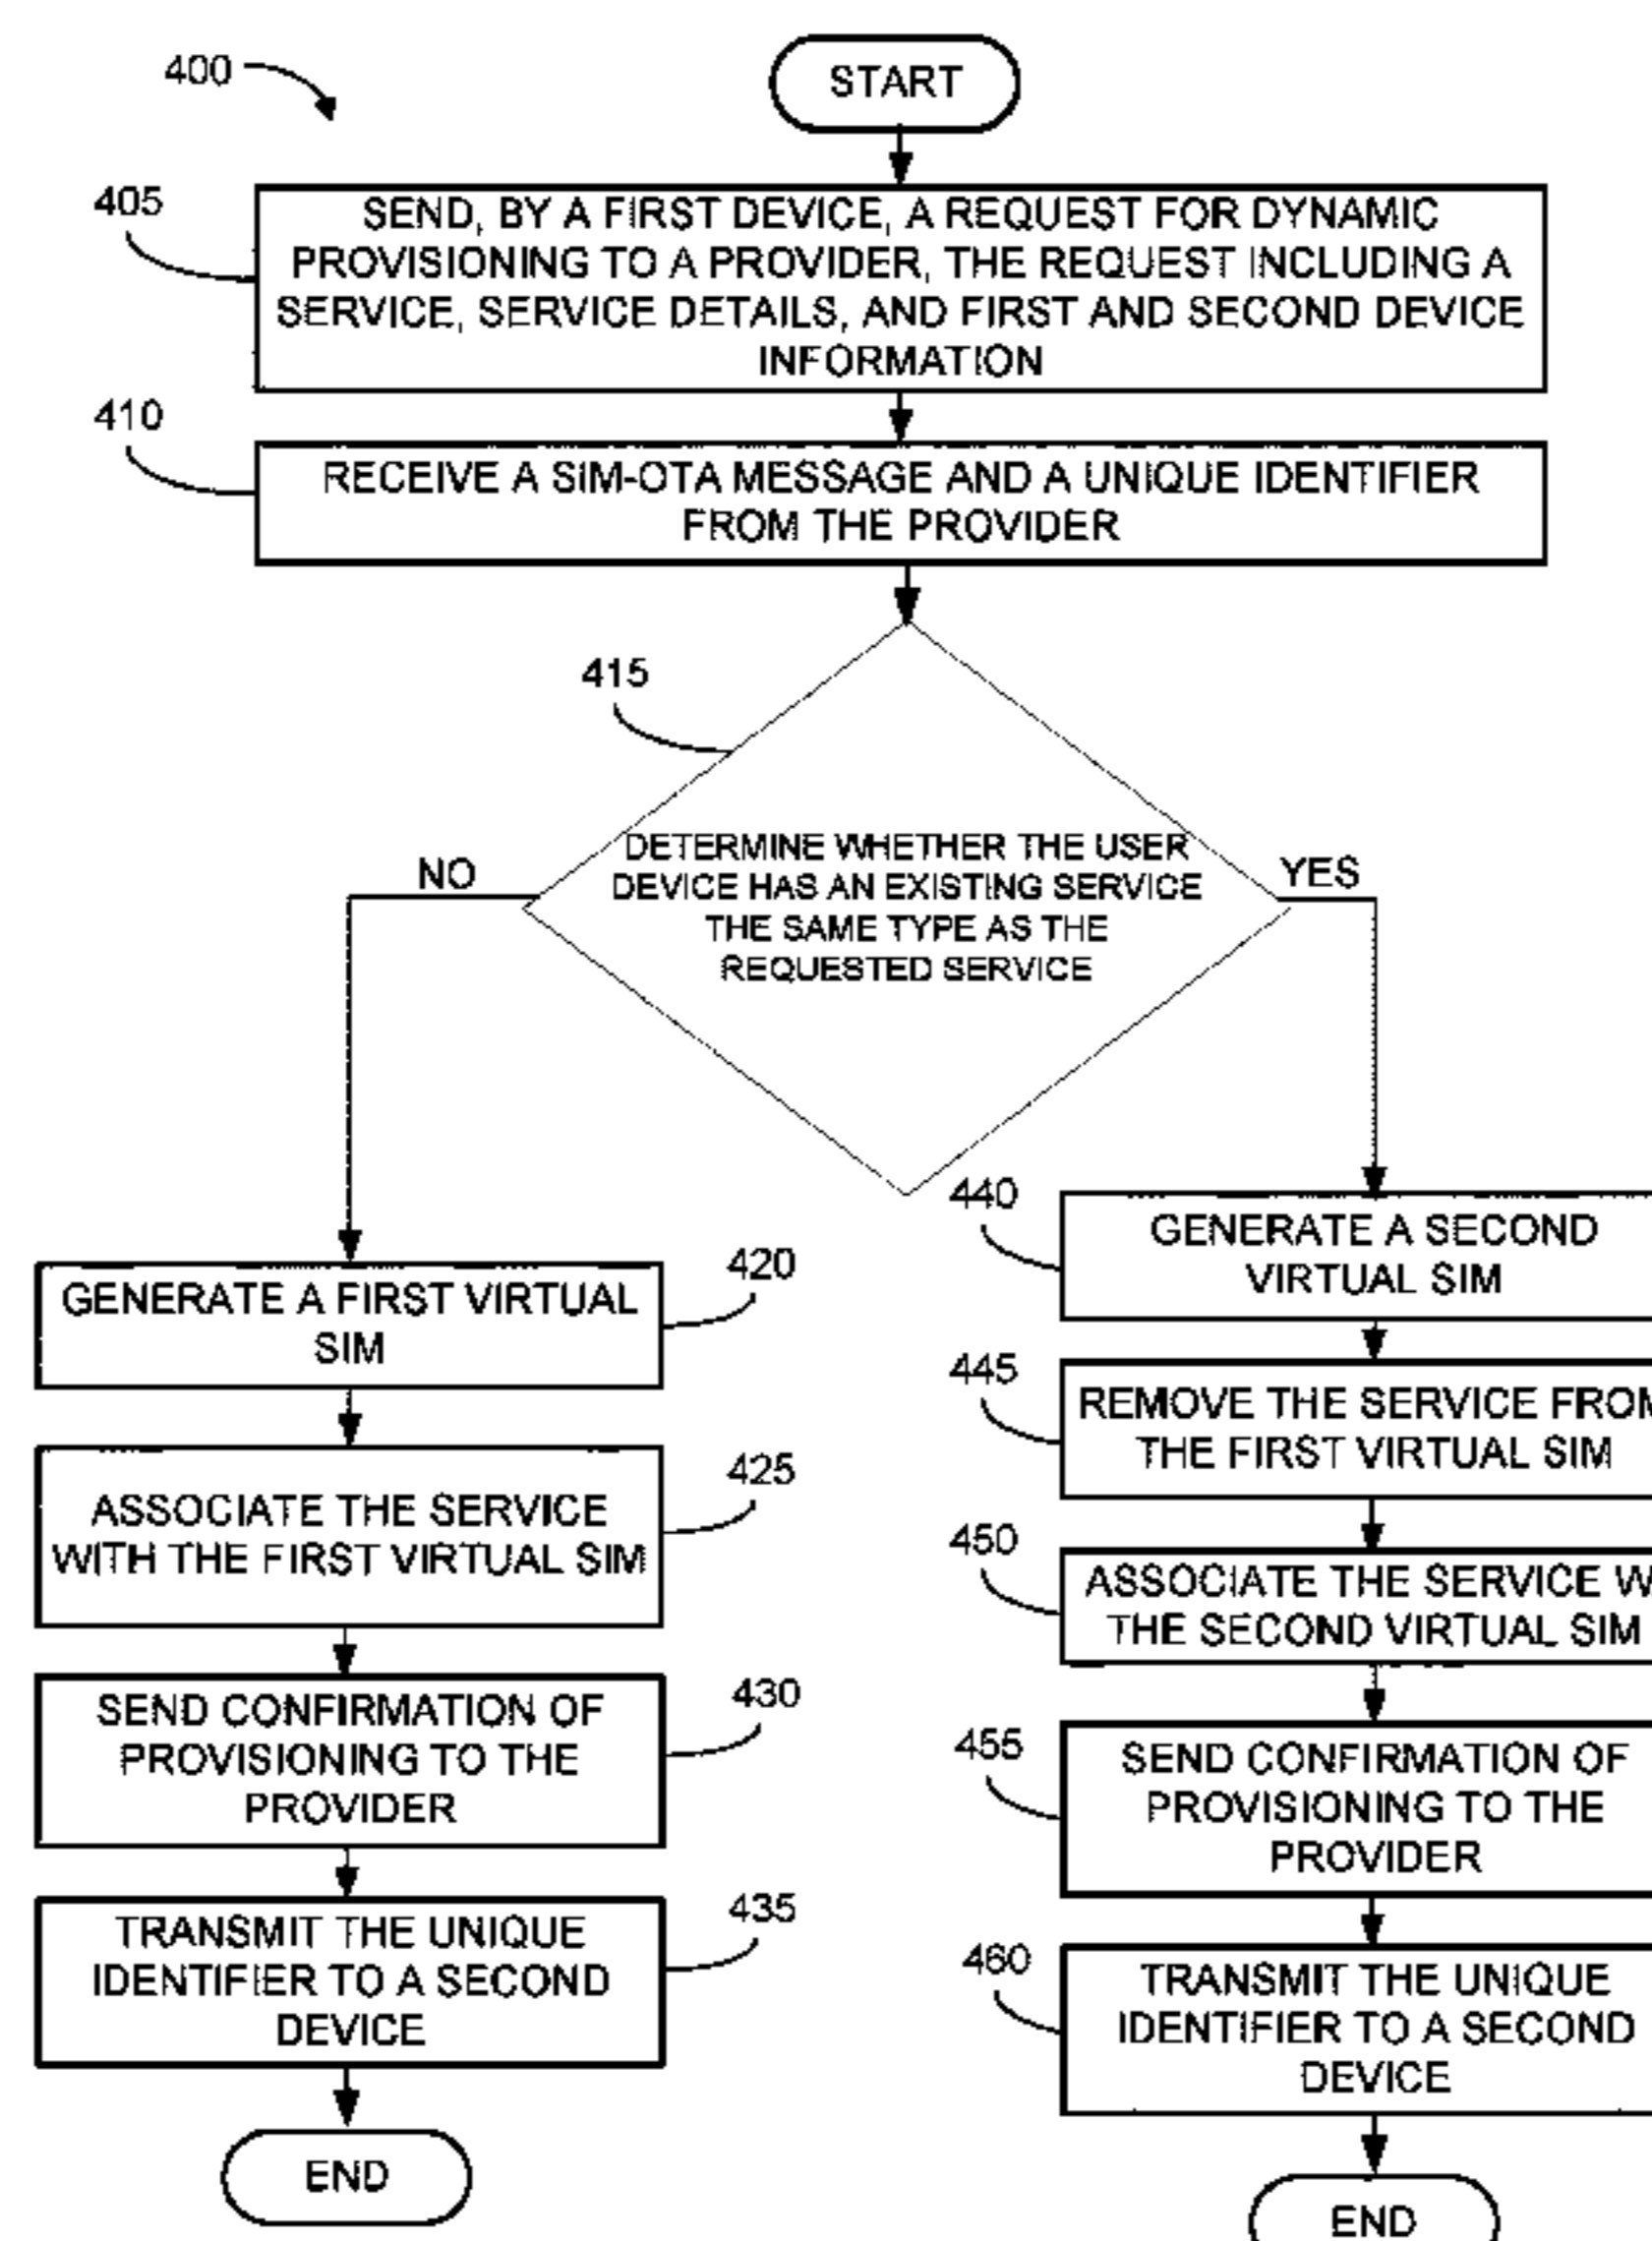 400
START
405
SEND, BY A FIRST DEVICE, A REQUEST FOR DYNAMIC
PROVISIONING TO A PROVIDER, THE REQUEST INCLUDING A
SERVICE, SERVICE DETAILS, AND FIRST AND SECOND DEVICE
INFORMATION
410
RECEIVE A SIM-OTA MESSAGE AND A UNIQUE IDENTIFIER
FROM THE PROVIDER
415
DETERMINE WHETHER THE USER
DEVICE HAS AN EXISTING SERVICE
THE SAME TYPE AS THE
REQUESTED SERVICE
NO
YES
420
GENERATE A FIRST VIRTUAL
SIM
425
ASSOCIATE THE SERVICE
WITH THE FIRST VIRTUAL SIM
430
SEND CONFIRMATION OF
PROVISIONING TO THE
PROVIDER
435
TRANSMIT THE UNIQUE
IDENTIFIER TO A SECOND
DEVICE
END
440
GENERATE A SECOND
VIRTUAL SIM
445
REMOVE THE SERVICE FROM
THE FIRST VIRTUAL SIM
450
ASSOCIATE THE SERVICE
THE SECOND VIRTUAL SIM
455
SEND CONFIRMATION OF
PROVISIONING TO THE
PROVIDER
460
TRANSMIT THE UNIQUE
IDENTIFIER TO A SECOND
DEVICE
END